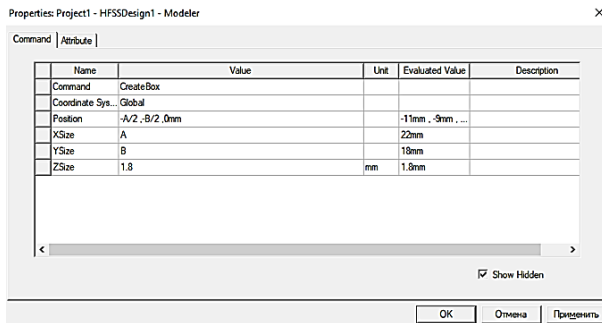 Properties: Project1 - HFSSDesign1 - Modeler
Command Attribute
Name Value Unit Evaluated Value Description
Command CreateBox
Coordinate Sys... Global
Position -A/2 ,-B/2 ,0mm -11mm , -9mm , ...
XSize A 22mm
YSize B 18mm
ZSize 1.8 mm 1.8mm
Show Hidden
OK Отмена Применить